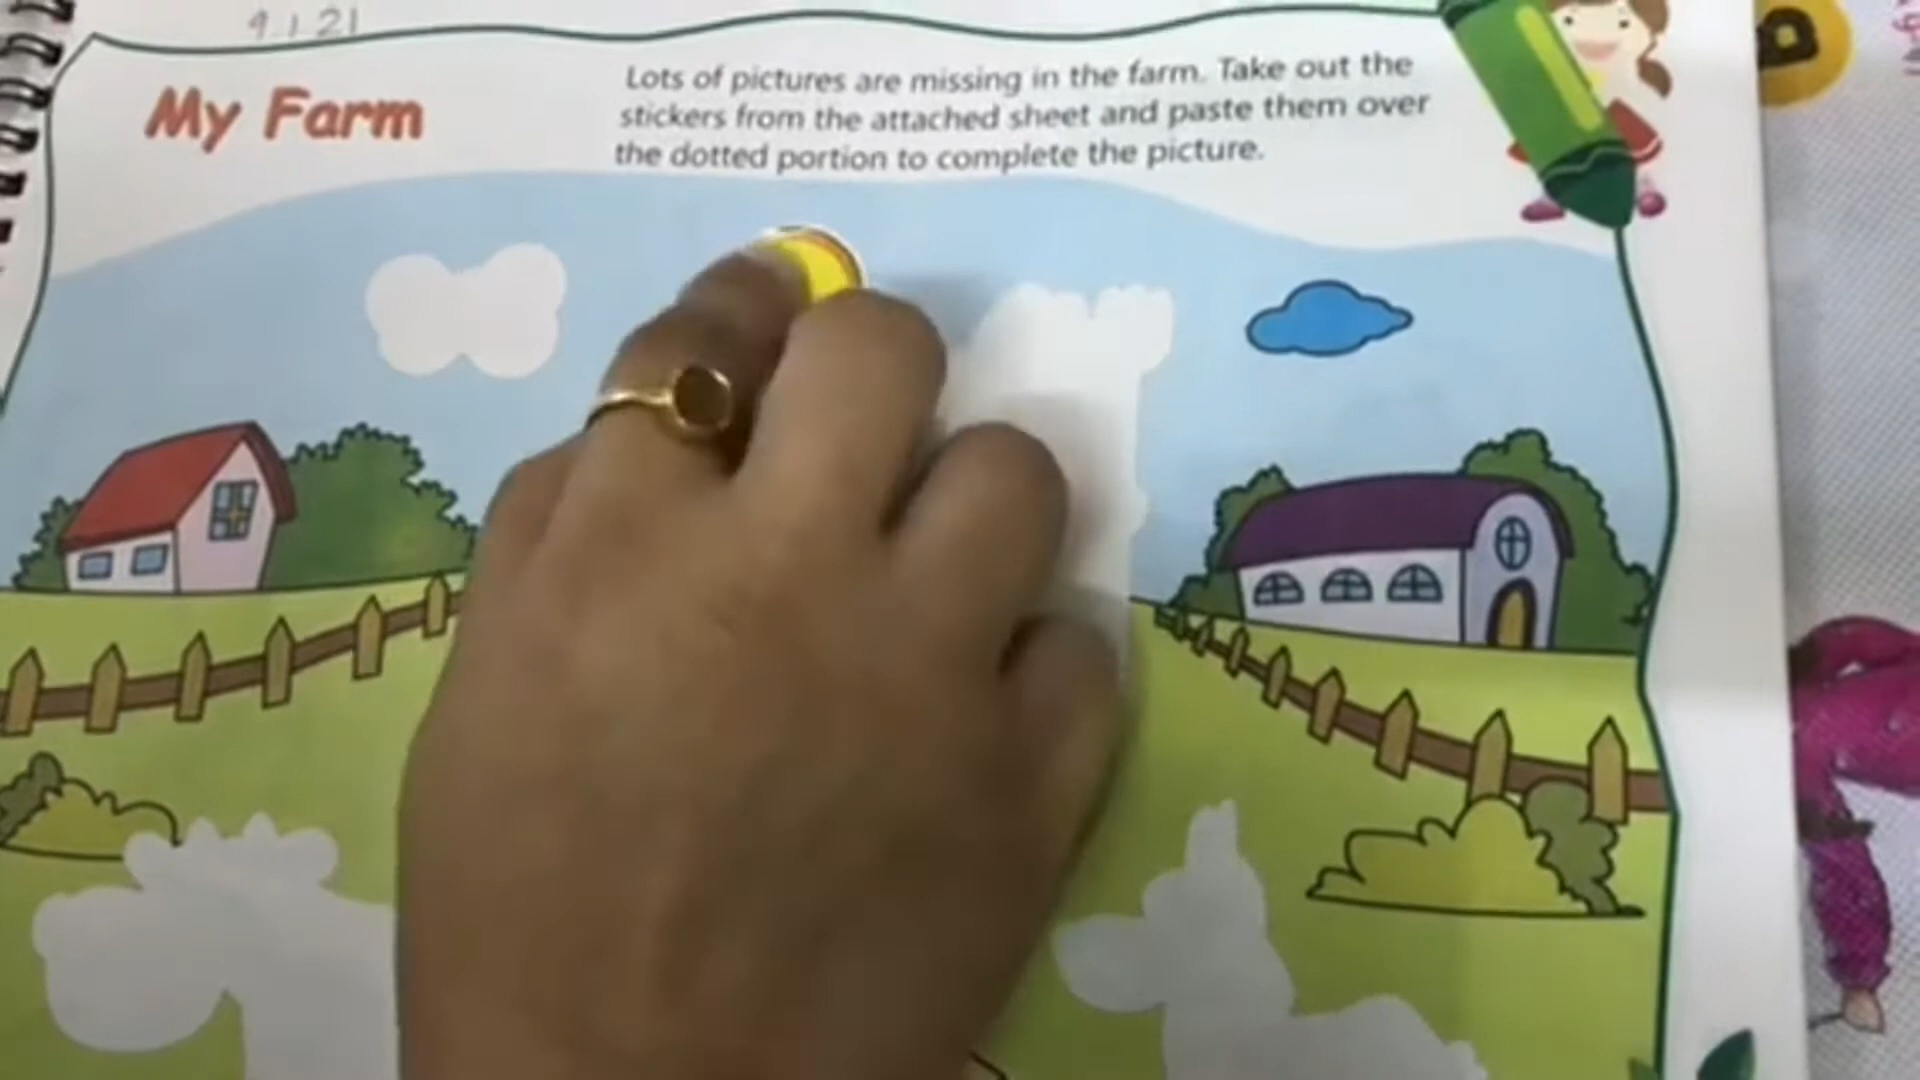 9.1.21
My Farm
Lots of pictures are missing in the farm. Take out the
stickers from the attached sheet and paste them over
the dotted portion to complete the picture.